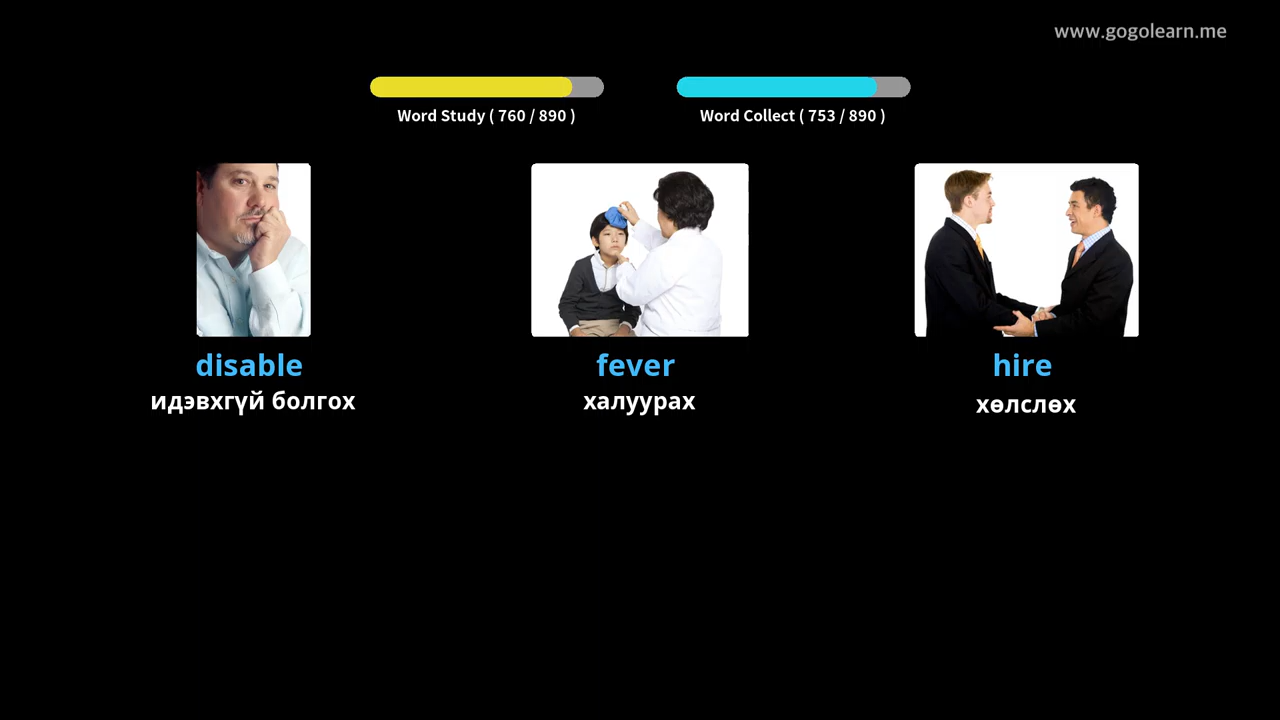 www.gogolearn.me
Word Study ( 760 / 890 )
Word Collect ( 753 / 890 )
disable
идэвхгүй болгох
fever
халуурах
hire
хөлслөх